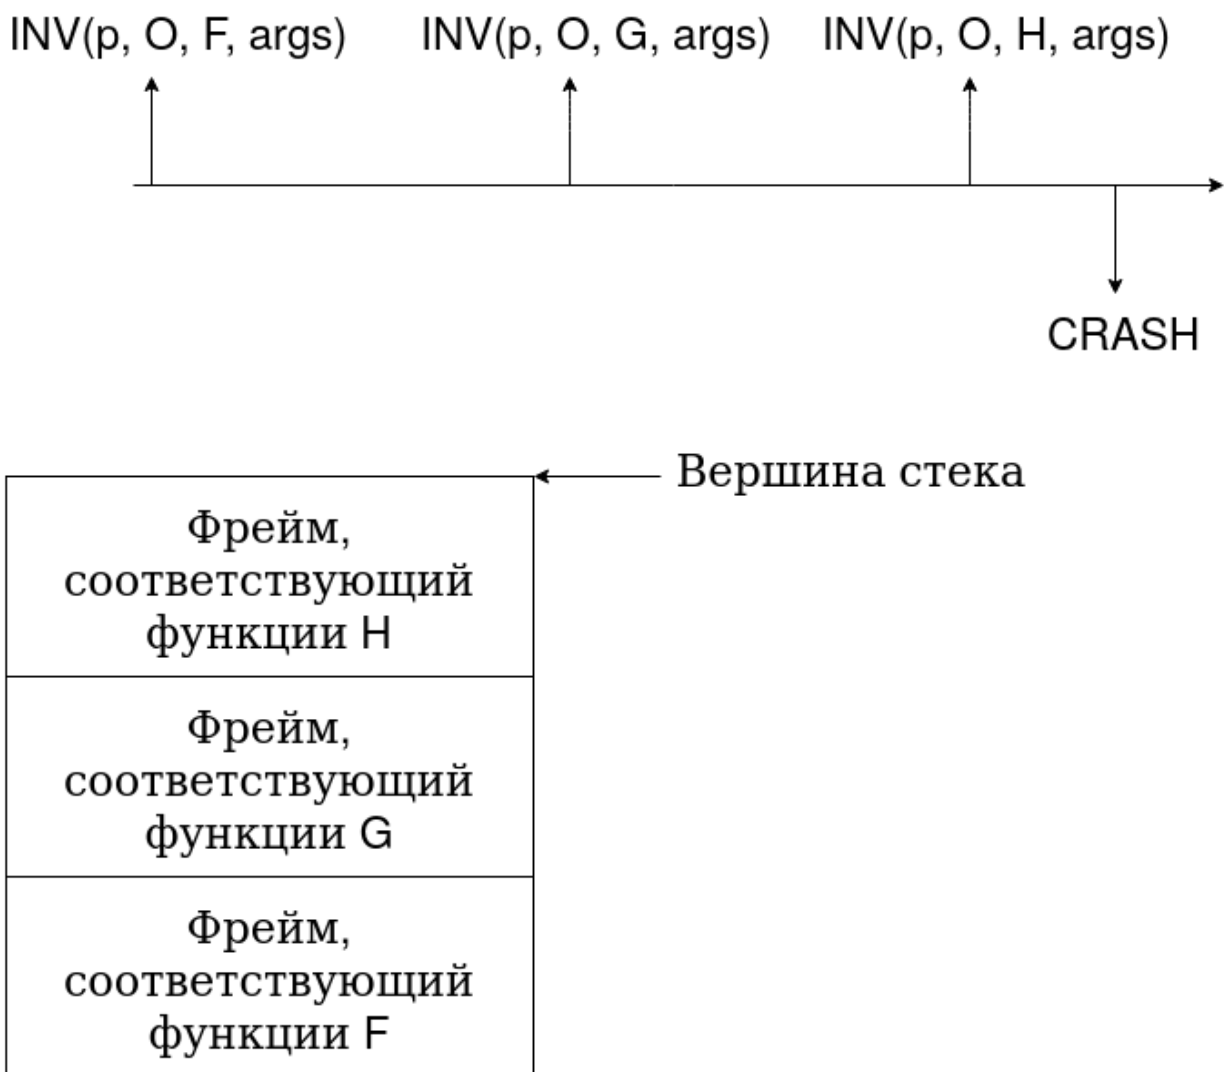 INV(p, O, F, args) INV(p, O, G, args) INV(p, O, H, args)
CRASH
Вершина стека
Фрейм,
соответствующий
функции H
Фрейм,
соответствующий
функции G
Фрейм,
соответствующий
функции F